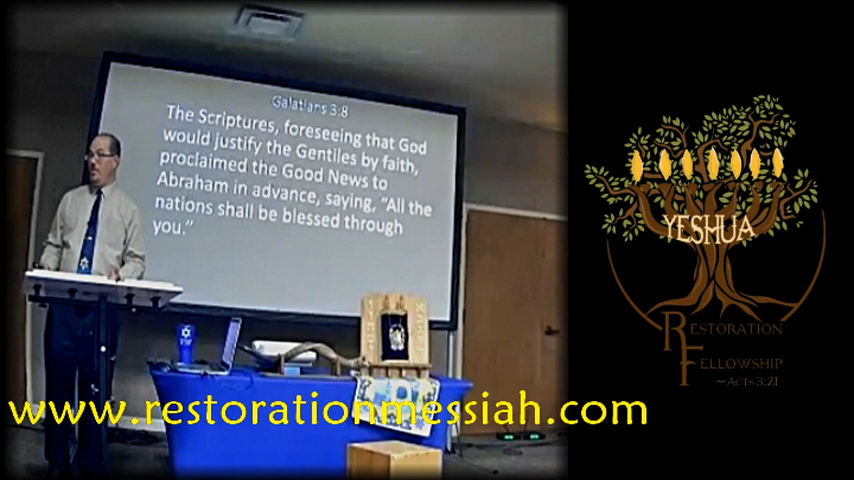 Galatians 3:8
The Scriptures, foreseeing that God
would justify the Gentiles by faith,
proclaimed the Good News to
Abraham in advance, saying, “All the
nations shall be blessed through
you.”
YESHUA
RESTORATION
FELLOWSHIP
~ACTS 3:21
www.restorationmessiah.com